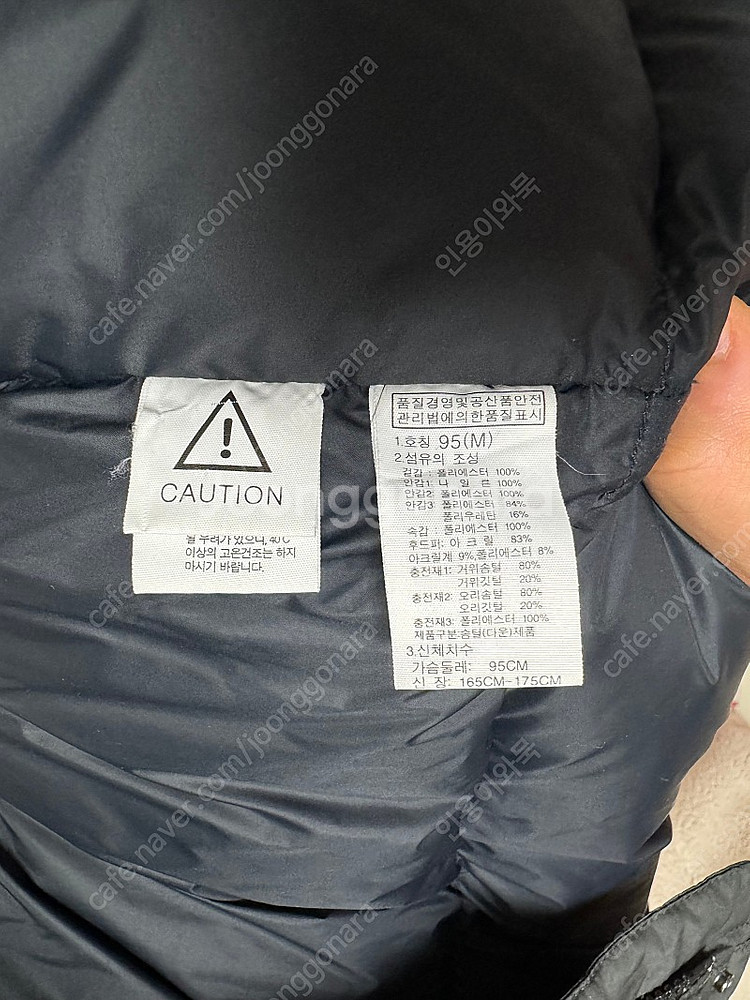 CAUTION
될 우려가 있으니, 40℃
이상의 고온건조는 하지
마시기 바랍니다.
품질경영및공산품안전
관리법에의한품질표시
1.호칭 95(M)
2.섬유의 조성
겉감 : 폴리에스터 100%
안감1: 나 일 론 100%
안감2: 폴리에스터 100%
안감3: 폴리에스터 84%
폴리우레탄 16%
속감 : 폴리에스터 100%
후드퍼: 아 크 릴 83%
아크릴계 9%,폴리에스터 8%
충전재1: 거위솜털 80%
거위깃털 20%
충전재2: 오리솜털 80%
오리깃털 20%
충전재3: 폴리에스터 100%
제품구분:솜털(다운)제품
3.신체치수
가슴둘레: 95CM
신 장: 165CM~175CM
cafe.naver.com/joonggonara
인용이와묵